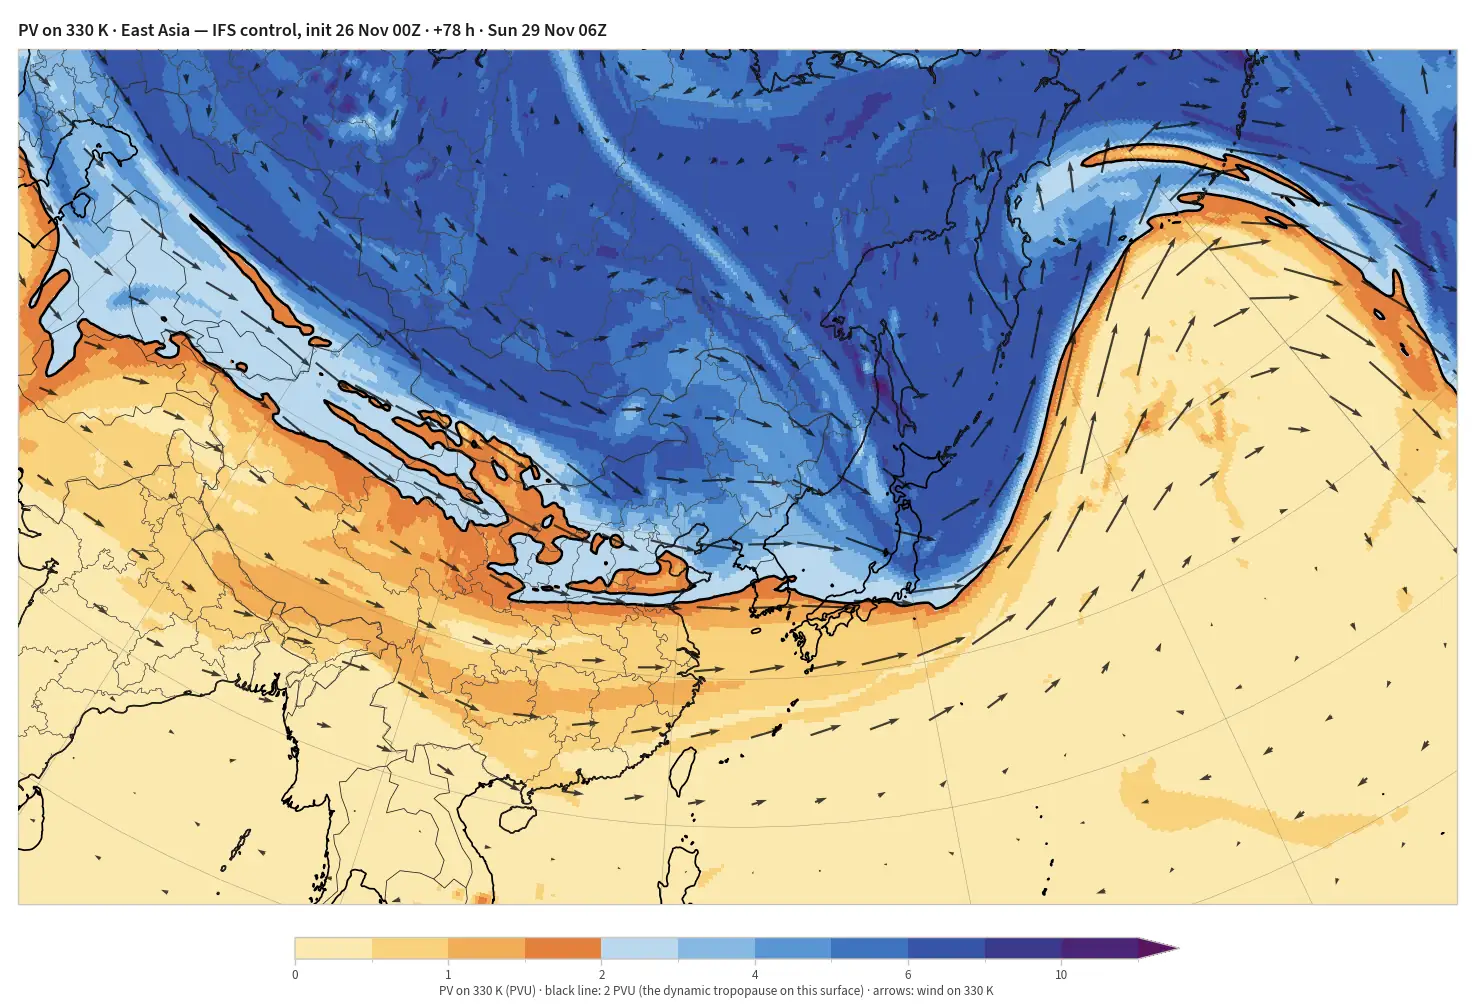 PV on 330 K · East Asia — IFS control, init 26 Nov 00Z · +78 h · Sun 29 Nov 06Z
0 1 2 4 6 10
PV on 330 K (PVU) · black line: 2 PVU (the dynamic tropopause on this surface) · arrows: wind on 330 K